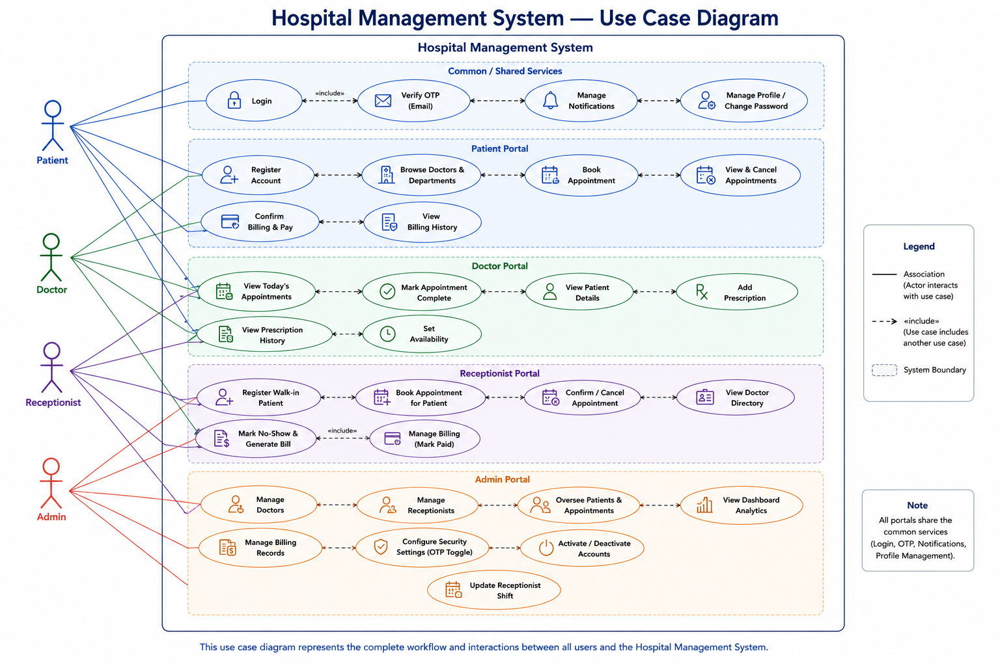 Hospital Management System — Use Case Diagram
Hospital Management System
Common / Shared Services
Login
«include»
Verify OTP
(Email)
Manage
Notifications
Manage Profile /
Change Password
Patient
Patient Portal
Register
Account
Browse Doctors &
Departments
Book
Appointment
View & Cancel
Appointments
Confirm
Billing & Pay
View
Billing History
Doctor
Doctor Portal
View Today's
Appointments
Mark Appointment
Complete
View Patient
Details
Rx
Add
Prescription
View Prescription
History
Set
Availability
Receptionist
Receptionist Portal
Register Walk-in
Patient
Book Appointment
for Patient
Confirm / Cancel
Appointment
View Doctor
Directory
Mark No-Show &
Generate Bill
«include»
Manage Billing
(Mark Paid)
Admin
Admin Portal
Manage
Doctors
Manage
Receptionists
Oversee Patients &
Appointments
View Dashboard
Analytics
Manage Billing
Records
Configure Security
Settings (OTP Toggle)
Activate / Deactivate
Accounts
Update Receptionist
Shift
Legend
Association
(Actor interacts
with use case)
«include»
(Use case includes
another use case)
System Boundary
Note
All portals share the
common services
(Login, OTP, Notifications,
Profile Management).
This use case diagram represents the complete workflow and interactions between all users and the Hospital Management System.